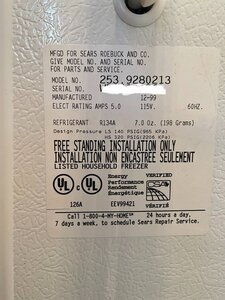 MFGD FOR SEARS ROEBUCK AND CO.
GIVE MODEL NO. AND SERIAL NO.
FOR PARTS AND SERVICE.
MODEL NO. 253.9280213
SERIAL NO.
MANUFACTURED 12-99
ELECT RATING AMPS 5.0 115V. 60HZ.
REFRIGERANT R134A 7.0 Oz. (198 Grams)
Design Pressure LS 140 PSIG(965 KPa)
HS 320 PSIG(2206 KPa)
FREE STANDING INSTALLATION ONLY
INSTALLATION NON ENCASTREE SEULEMENT
LISTED HOUSEHOLD FREEZER
UL UL Energy Performance VERIFIED
Rendement Énergétique VÉRIFIÉ
126A EEV99421
Call 1-800-4-MY-HOME℠ 24 hours a day,
7 days a week, to schedule Sears Repair Service.